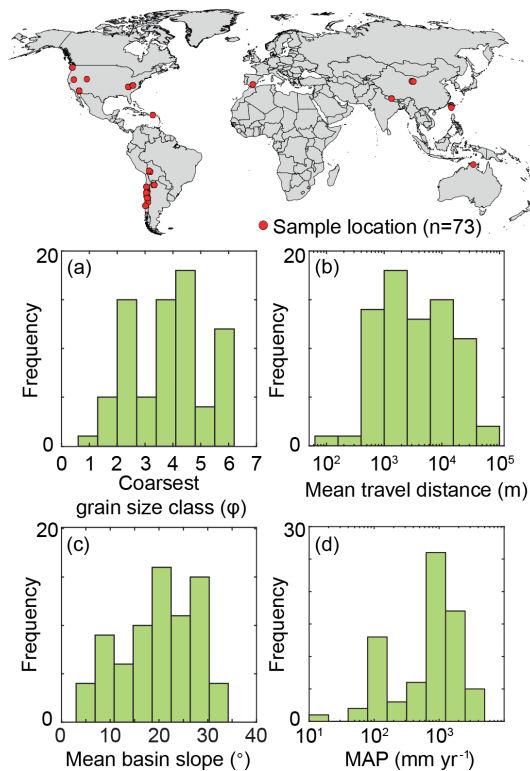 Sample location (n=73)
20
(a)
Frequency
0
0 1 2 3 4 5 6 7
Coarsest
grain size class (φ)
20
(b)
Frequency
0
10² 10³ 10⁴ 10⁵
Mean travel distance (m)
20
(c)
Frequency
0
0 10 20 30 40
Mean basin slope (°)
30
(d)
Frequency
0
10¹ 10² 10³
MAP (mm yr⁻¹)